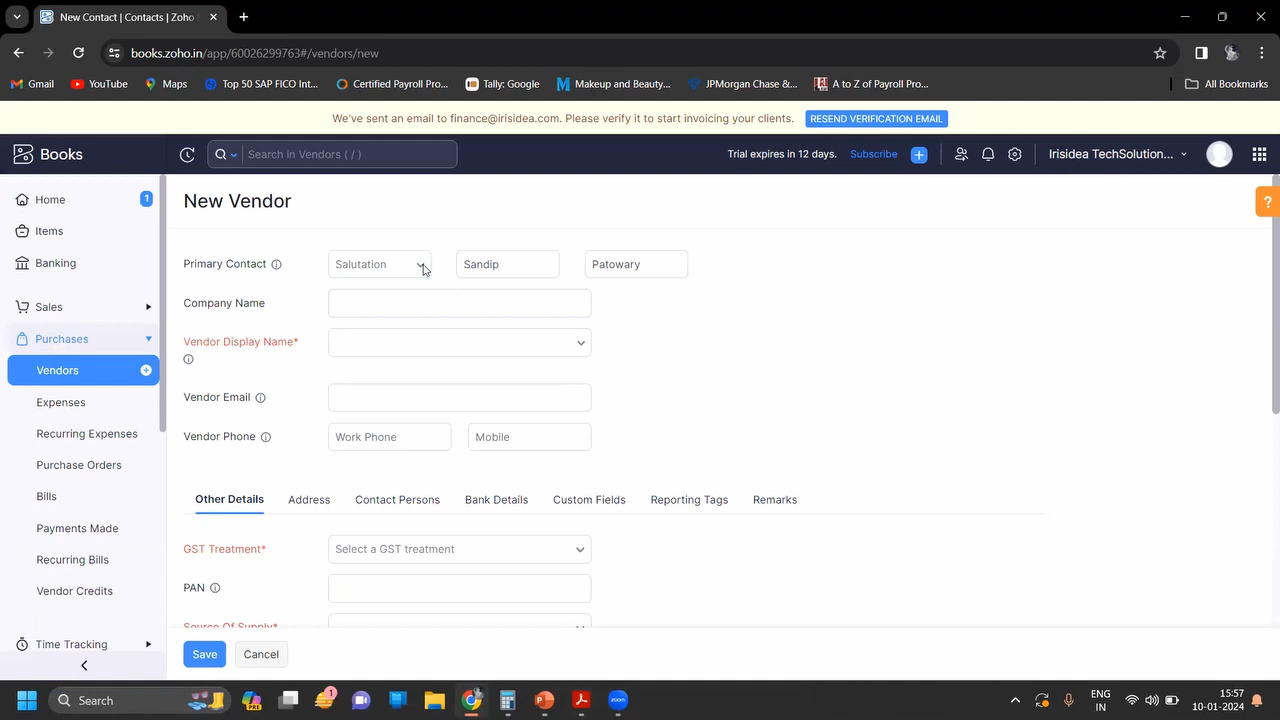 New Contact | Contacts | Zoho
books.zoho.in/app/60026299763#/vendors/new
Gmail
YouTube
Maps
Top 50 SAP FICO Int...
Certified Payroll Pro...
Tally: Google
Makeup and Beauty...
JPMorgan Chase &...
A to Z of Payroll Pro...
All Bookmarks
We've sent an email to finance@irisidea.com. Please verify it to start invoicing your clients. RESEND VERIFICATION EMAIL
Books
Search in Vendors ( / )
Trial expires in 12 days. Subscribe
Irisidea TechSolution...
Home 1
Items
Banking
Sales
Purchases
Vendors
Expenses
Recurring Expenses
Purchase Orders
Bills
Payments Made
Recurring Bills
Vendor Credits
Time Tracking
New Vendor
?
Primary Contact Salutation Sandip Patowary
Company Name
Vendor Display Name*
Vendor Email
Vendor Phone Work Phone Mobile
Other Details Address Contact Persons Bank Details Custom Fields Reporting Tags Remarks
GST Treatment* Select a GST treatment
PAN
Source Of Supply*
Save Cancel
Search
PRE
1
zoom
ENG
IN
15:57
10-01-2024